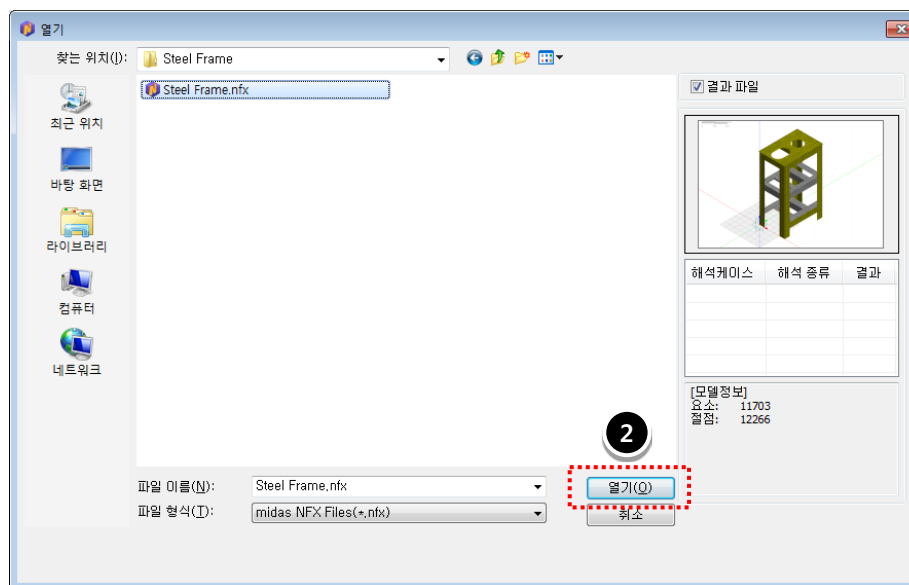 열기
찾는 위치(I):
Steel Frame
Steel Frame.nfx
결과 파일
최근 위치
바탕 화면
라이브러리
컴퓨터
네트워크
해석케이스 해석 종류 결과
[모델정보]
요소: 11703
절점: 12266
2
파일 이름(N): Steel Frame.nfx 열기(O)
파일 형식(T): midas NFX Files(*.nfx) 취소